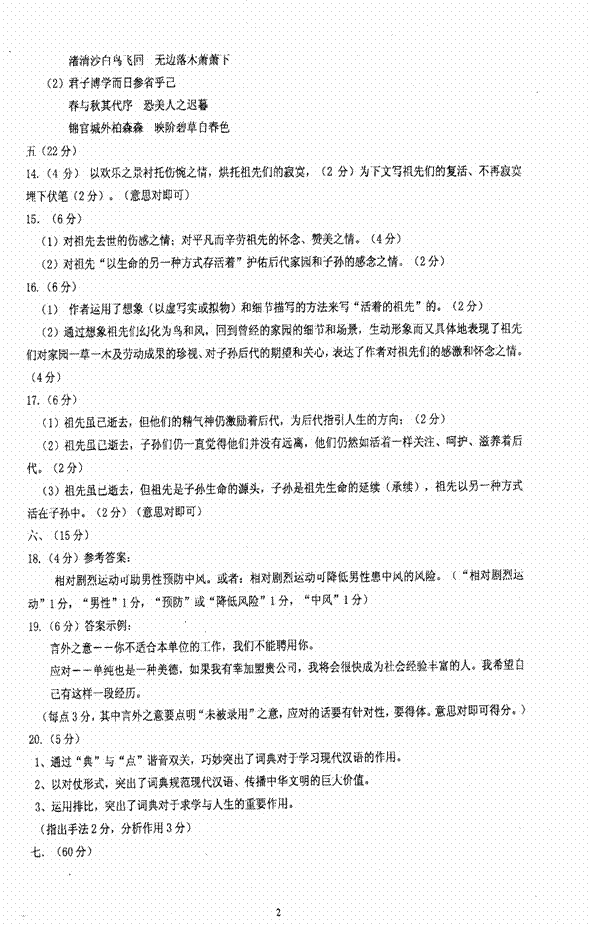 渚清沙白鸟飞回　无边落木萧萧下
（2）君子博学而日参省乎己
春与秋其代序　恐美人之迟暮
锦官城外柏森森　映阶碧草自春色
五（22分）
14.（4分） 以欢乐之景衬托伤惋之情，烘托祖先们的寂寞，（2分）为下文写祖先们的复活、不再寂寞
埋下伏笔（2分）。（意思对即可）
15.（6分）
（1）对祖先去世的伤感之情；对平凡而辛劳祖先的怀念、赞美之情。（4分）
（2）对祖先“以生命的另一种方式存活着”护佑后代家园和子孙的感念之情。（2分）
16.（6分）
（1） 作者运用了想象（以虚写实或拟物）和细节描写的方法来写“活着的祖先”的。（2分）
（2）通过想象祖先们幻化为鸟和风，回到曾经的家园的细节和场景，生动形象而又具体地表现了祖先
们对家园一草一木及劳动成果的珍视、对子孙后代的期望和关心，表达了作者对祖先们的感激和怀念之情。
（4分）
17.（6分）
（1）祖先虽已逝去，但他们的精气神仍激励着后代，为后代指引人生的方向；（2分）
（2）祖先虽已逝去，子孙们仍一直觉得他们并没有远离，他们仍然如活着一样关注、呵护、滋养着后
代。（2分）
（3）祖先虽已逝去，但祖先是子孙生命的源头，子孙是祖先生命的延续（承续），祖先以另一种方式
活在子孙中。（2分）（意思对即可）
六、（15分）
18.（4分）参考答案：
相对剧烈运动可助男性预防中风。或者：相对剧烈运动可降低男性患中风的风险。（“相对剧烈运
动”1分，“男性”1分，“预防”或“降低风险”1分，“中风”1分）
19.（6分）答案示例：
言外之意——你不适合本单位的工作，我们不能聘用你。
应对——单纯也是一种美德，如果我有幸加盟贵公司，我将会很快成为社会经验丰富的人。我希望自
己有这样一段经历。
（每点3分，其中言外之意要点明“未被录用”之意，应对的话要有针对性，要得体。意思对即可得分。）
20.（5分）
1、通过“典”与“点”谐音双关，巧妙突出了词典对于学习现代汉语的作用。
2、以对仗形式，突出了词典规范现代汉语、传播中华文明的巨大价值。
3、运用排比，突出了词典对于求学与人生的重要作用。
（指出手法2分，分析作用3分）
七．（60分）
2